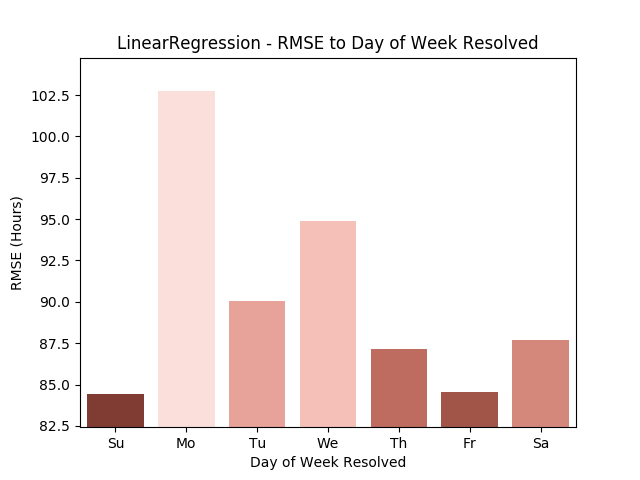 LinearRegression - RMSE to Day of Week Resolved
RMSE (Hours)
102.5
100.0
97.5
95.0
92.5
90.0
87.5
85.0
82.5
Su Mo Tu We Th Fr Sa
Day of Week Resolved